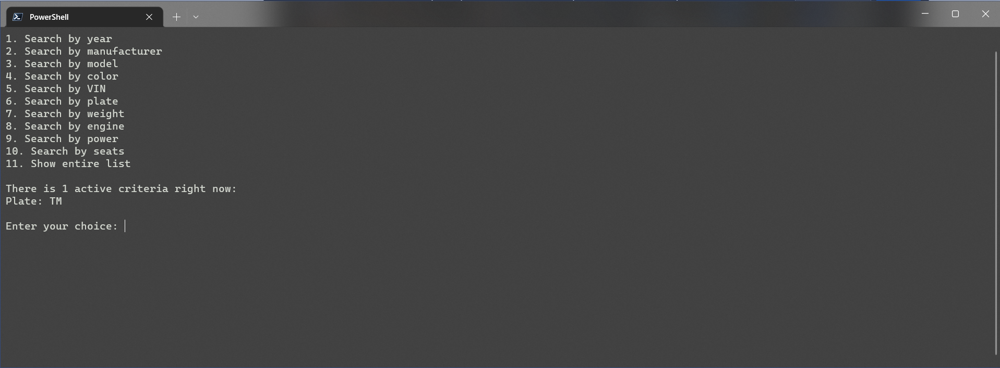 PowerShell
1. Search by year
2. Search by manufacturer
3. Search by model
4. Search by color
5. Search by VIN
6. Search by plate
7. Search by weight
8. Search by engine
9. Search by power
10. Search by seats
11. Show entire list
There is 1 active criteria right now:
Plate: TM
Enter your choice: